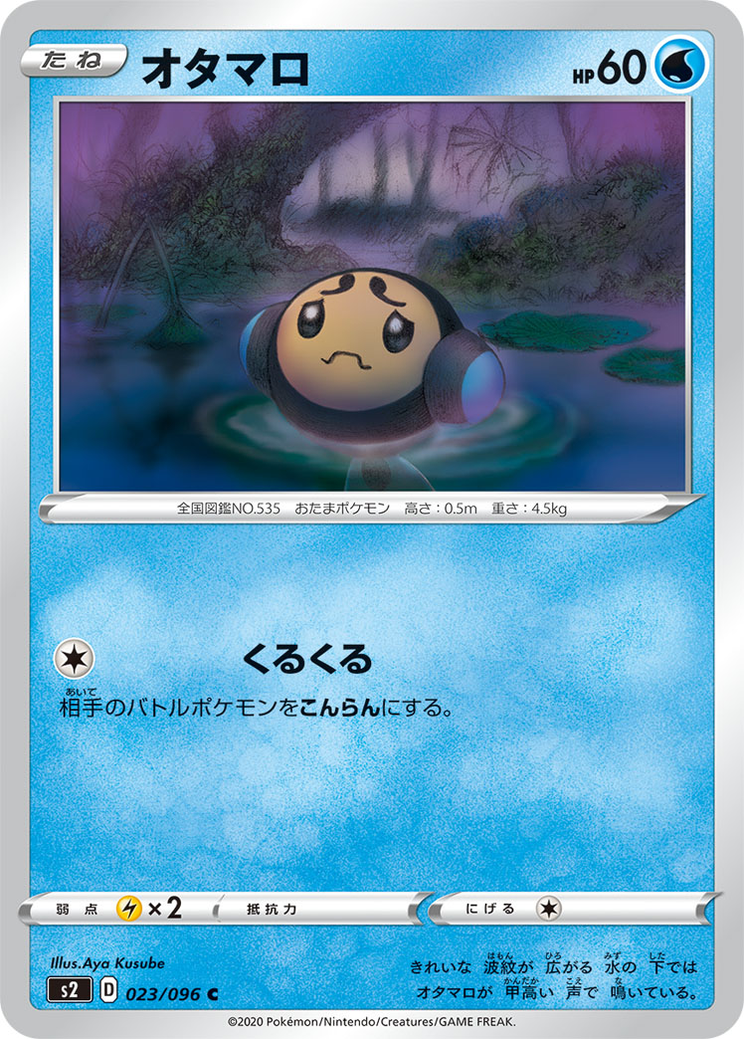 たね オタマロ HP60
全国図鑑NO.535 おたまポケモン 高さ：0.5m 重さ：4.5kg
くるくる
相手のバトルポケモンをこんらんにする。
弱点 ×2 抵抗力 にげる
Illus.Aya Kusube
s2 D 023/096 C
きれいな 波紋が 広がる 水の 下では
オタマロが 甲高い 声で 鳴いている。
©2020 Pokémon/Nintendo/Creatures/GAME FREAK.